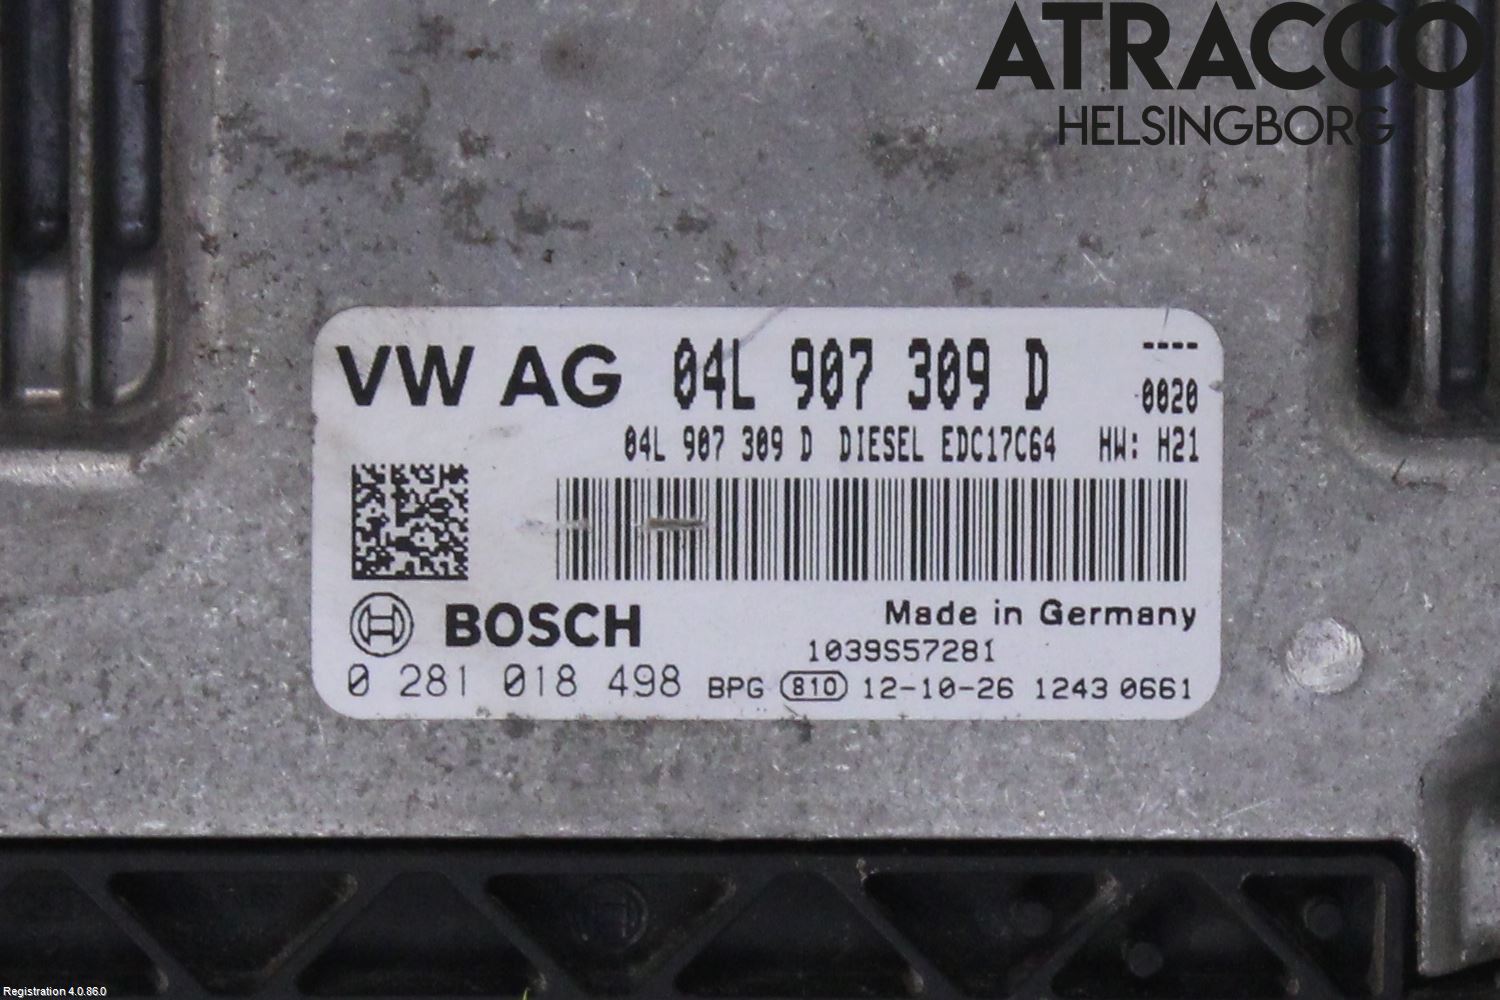 ATRACCO
HELSINGBORG
VW AG 04L 907 309 D ----
0020
04L 907 309 D DIESEL EDC17C64 HW: H21
BOSCH Made in Germany
1039S57281
0 281 018 498 BPG 810 12-10-26 1243 0661
Registration 4.0.86.0